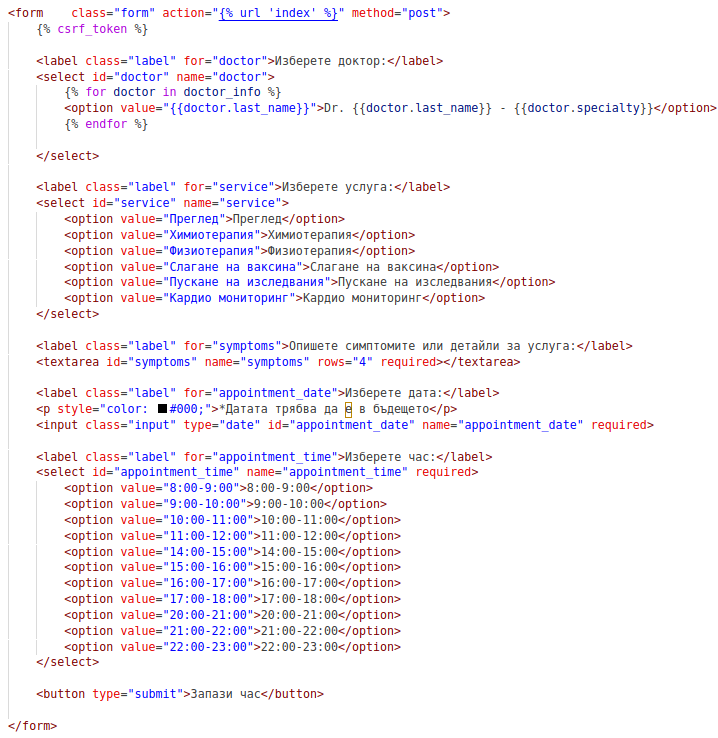 <form    class="form" action="{% url 'index' %}" method="post">
{% csrf_token %}
<label class="label" for="doctor">Изберете доктор:</label>
<select id="doctor" name="doctor">
{% for doctor in doctor_info %}
<option value="{{doctor.last_name}}">Dr. {{doctor.last_name}} - {{doctor.specialty}}</option>
{% endfor %}
</select>
<label class="label" for="service">Изберете услуга:</label>
<select id="service" name="service">
<option value="Преглед">Преглед</option>
<option value="Химиотерапия">Химиотерапия</option>
<option value="Физиотерапия">Физиотерапия</option>
<option value="Слагане на ваксина">Слагане на ваксина</option>
<option value="Пускане на изследвания">Пускане на изследвания</option>
<option value="Кардио мониторинг">Кардио мониторинг</option>
</select>
<label class="label" for="symptoms">Опишете симптомите или детайли за услуга:</label>
<textarea id="symptoms" name="symptoms" rows="4" required></textarea>
<label class="label" for="appointment_date">Изберете дата:</label>
<p style="color: #000;">*Датата трябва да е в бъдещето</p>
<input class="input" type="date" id="appointment_date" name="appointment_date" required>
<label class="label" for="appointment_time">Изберете час:</label>
<select id="appointment_time" name="appointment_time" required>
<option value="8:00-9:00">8:00-9:00</option>
<option value="9:00-10:00">9:00-10:00</option>
<option value="10:00-11:00">10:00-11:00</option>
<option value="11:00-12:00">11:00-12:00</option>
<option value="14:00-15:00">14:00-15:00</option>
<option value="15:00-16:00">15:00-16:00</option>
<option value="16:00-17:00">16:00-17:00</option>
<option value="17:00-18:00">17:00-18:00</option>
<option value="20:00-21:00">20:00-21:00</option>
<option value="21:00-22:00">21:00-22:00</option>
<option value="22:00-23:00">22:00-23:00</option>
</select>
<button type="submit">Запази час</button>
</form>